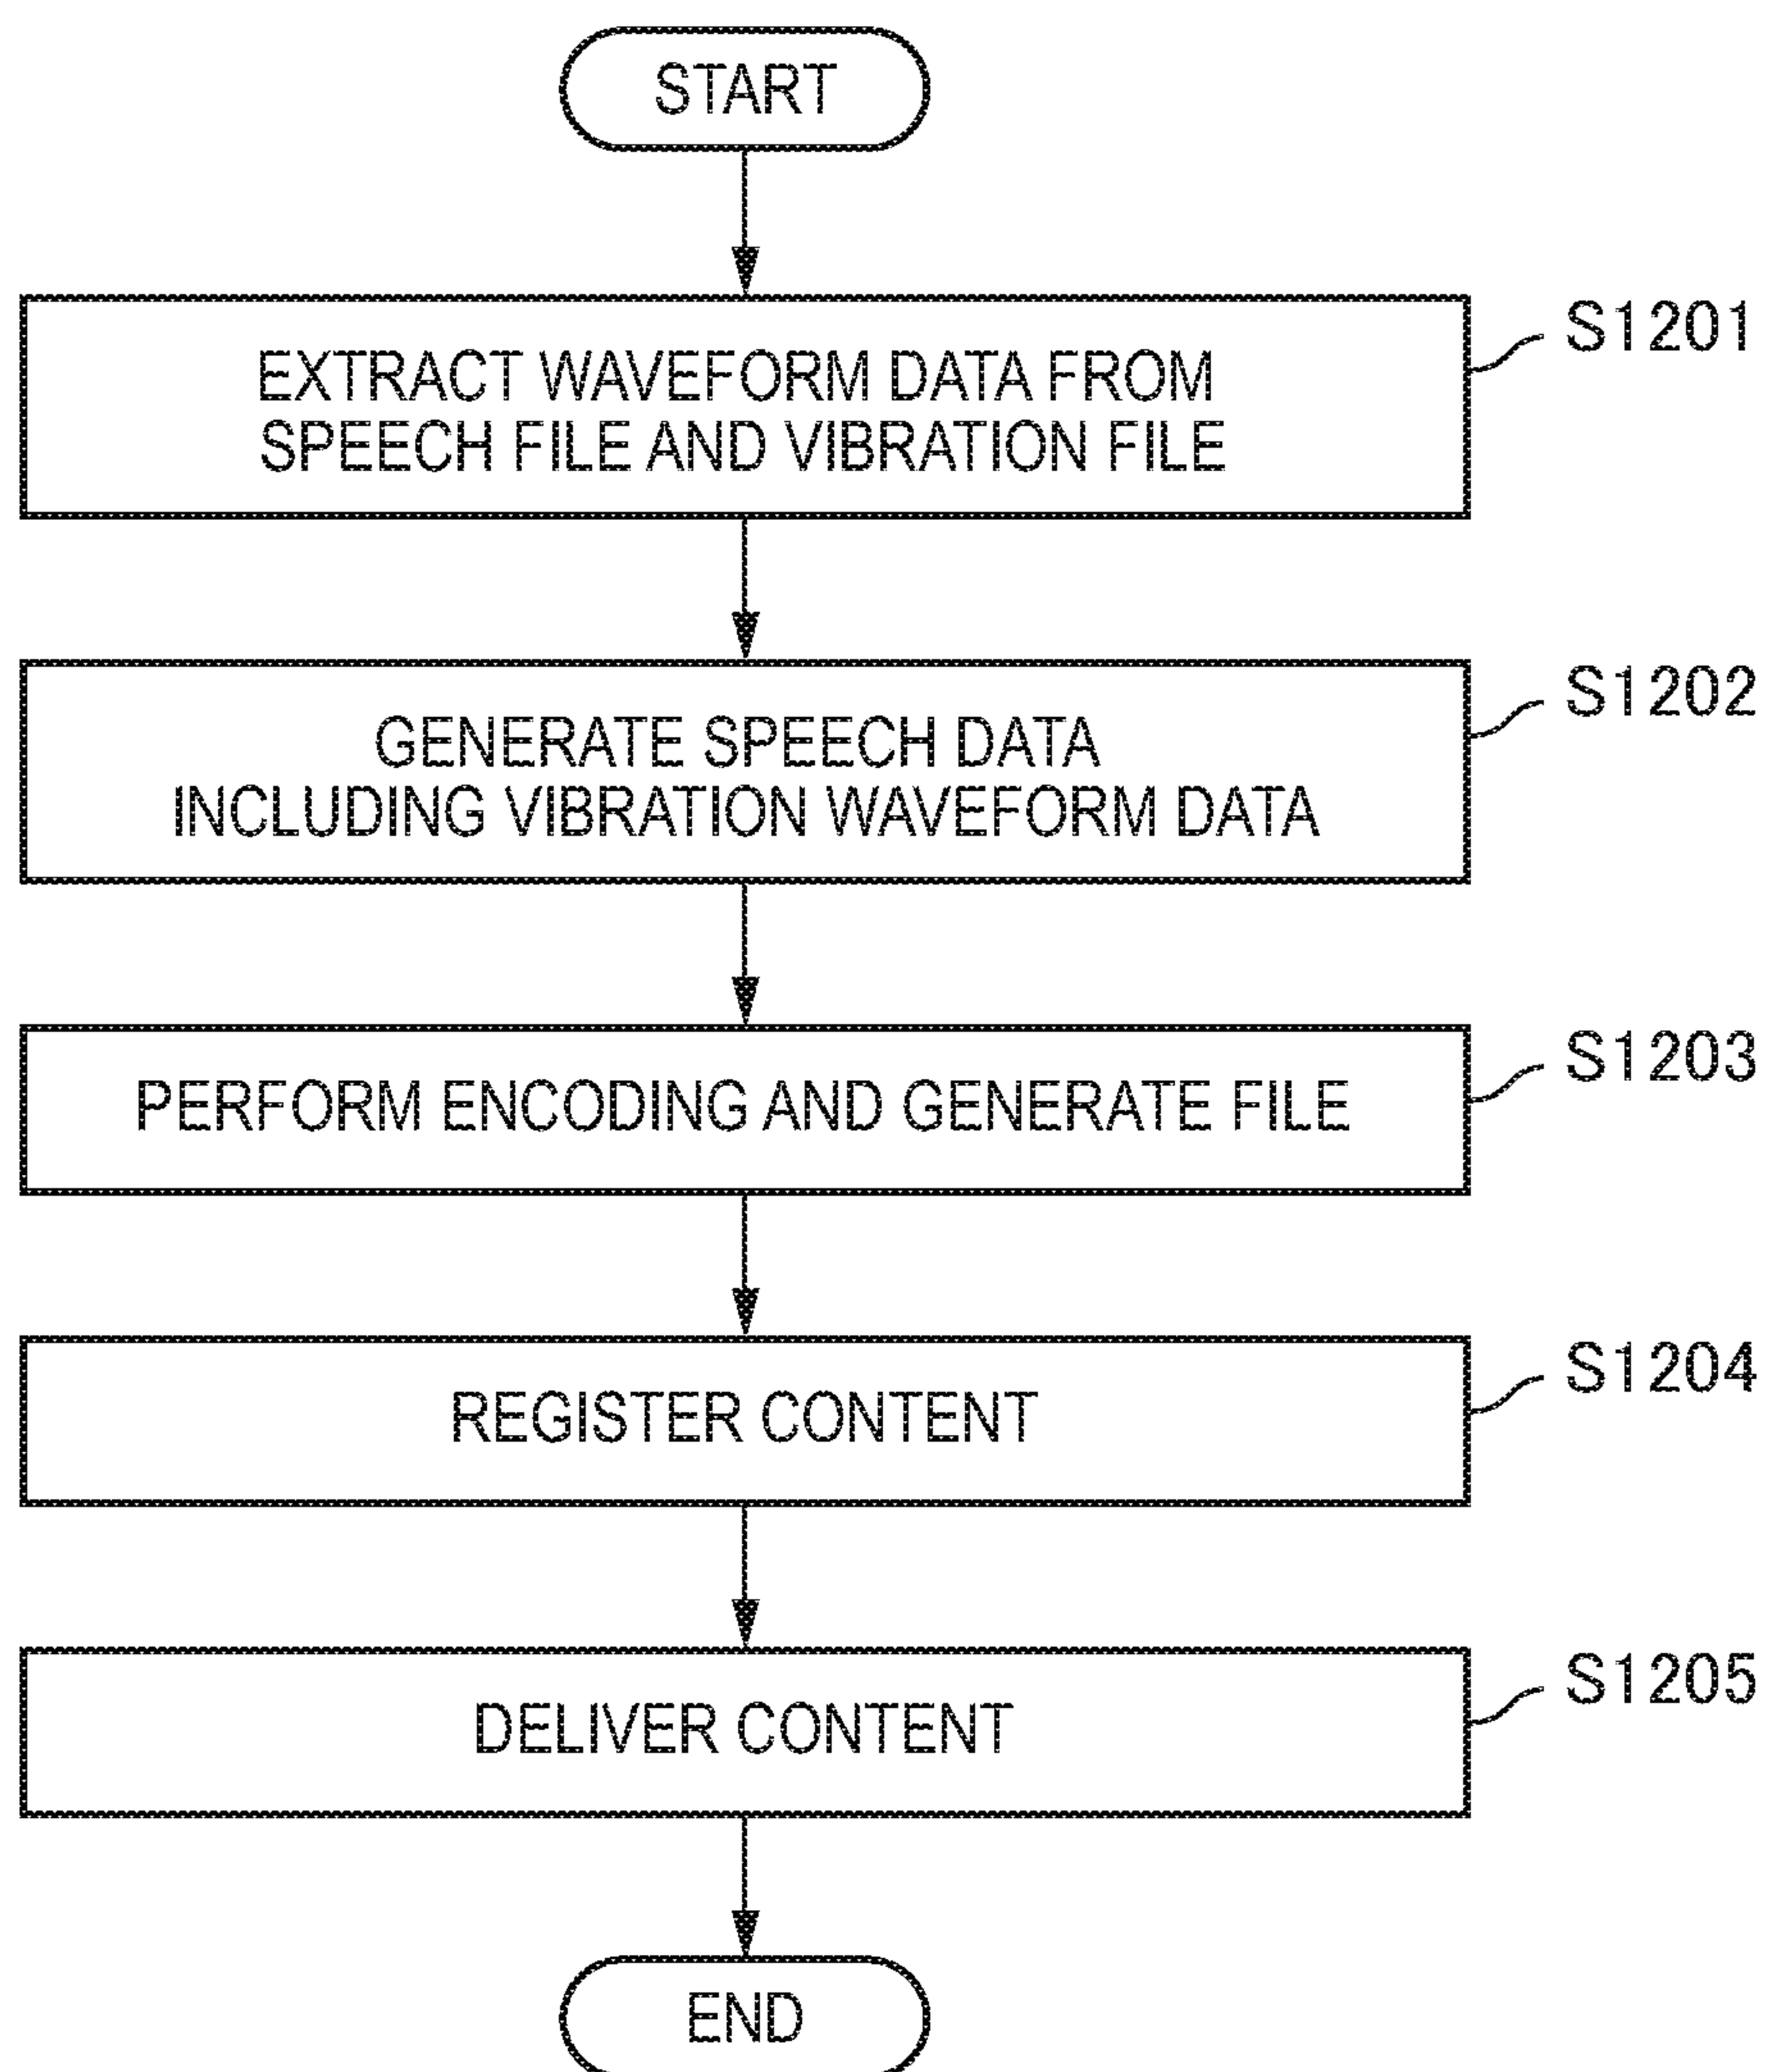 START
EXTRACT WAVEFORM DATA FROM
SPEECH FILE AND VIBRATION FILE
S1201
GENERATE SPEECH DATA
INCLUDING VIBRATION WAVEFORM DATA
S1202
PERFORM ENCODING AND GENERATE FILE
S1203
REGISTER CONTENT
S1204
DELIVER CONTENT
S1205
END